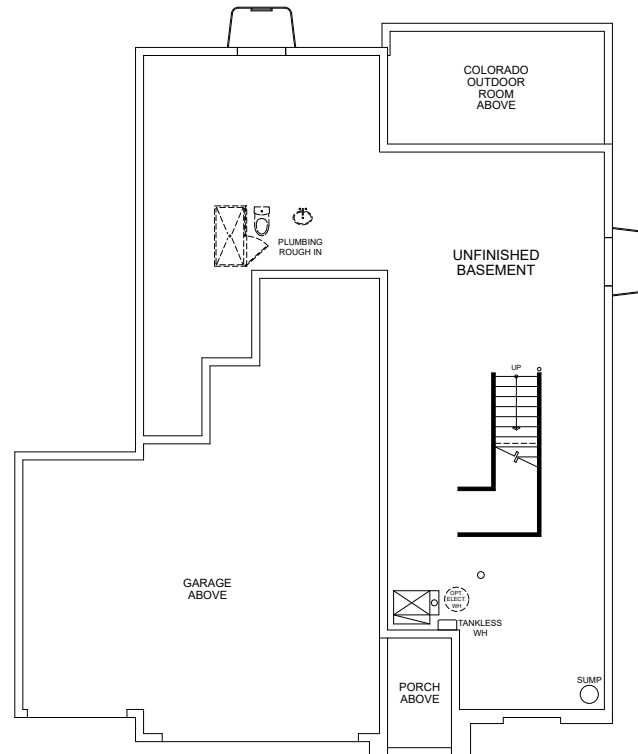 COLORADO
OUTDOOR
ROOM
ABOVE
PLUMBING
ROUGH IN
UNFINISHED
BASEMENT
UP
GARAGE
ABOVE
OPT.
ELECT.
WH
TANKLESS
WH
PORCH
ABOVE
SUMP